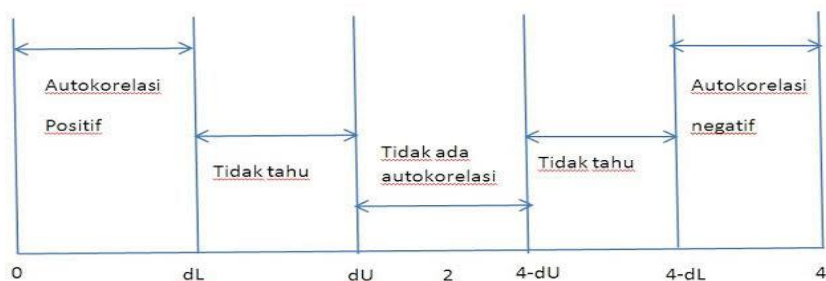 Autokorelasi
Positif
Tidak tahu
Tidak ada
autokorelasi
Tidak tahu
Autokorelasi
negatif
0 dL dU 2 4-dU 4-dL 4